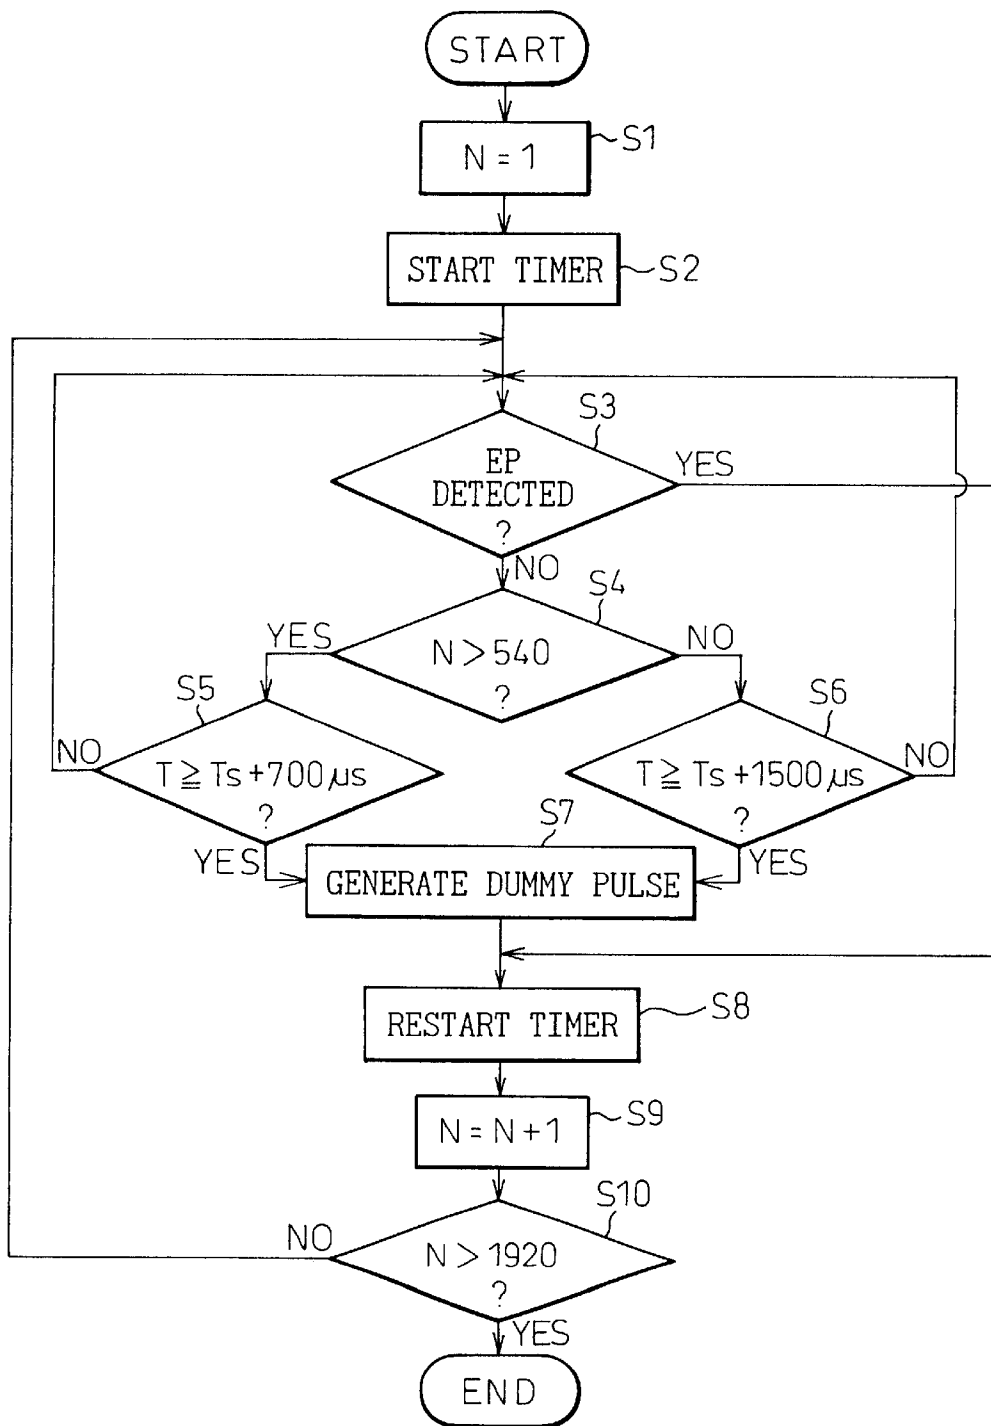 START
N = 1
S1
START TIMER
S2
S3
EP
DETECTED
?
YES
NO
S4
N > 540
?
YES
NO
S5
T ≧ Ts + 700 μs
?
NO
YES
S6
T ≧ Ts + 1500 μs
?
NO
YES
S7
GENERATE DUMMY PULSE
RESTART TIMER
S8
N = N + 1
S9
S10
N > 1920
?
NO
YES
END